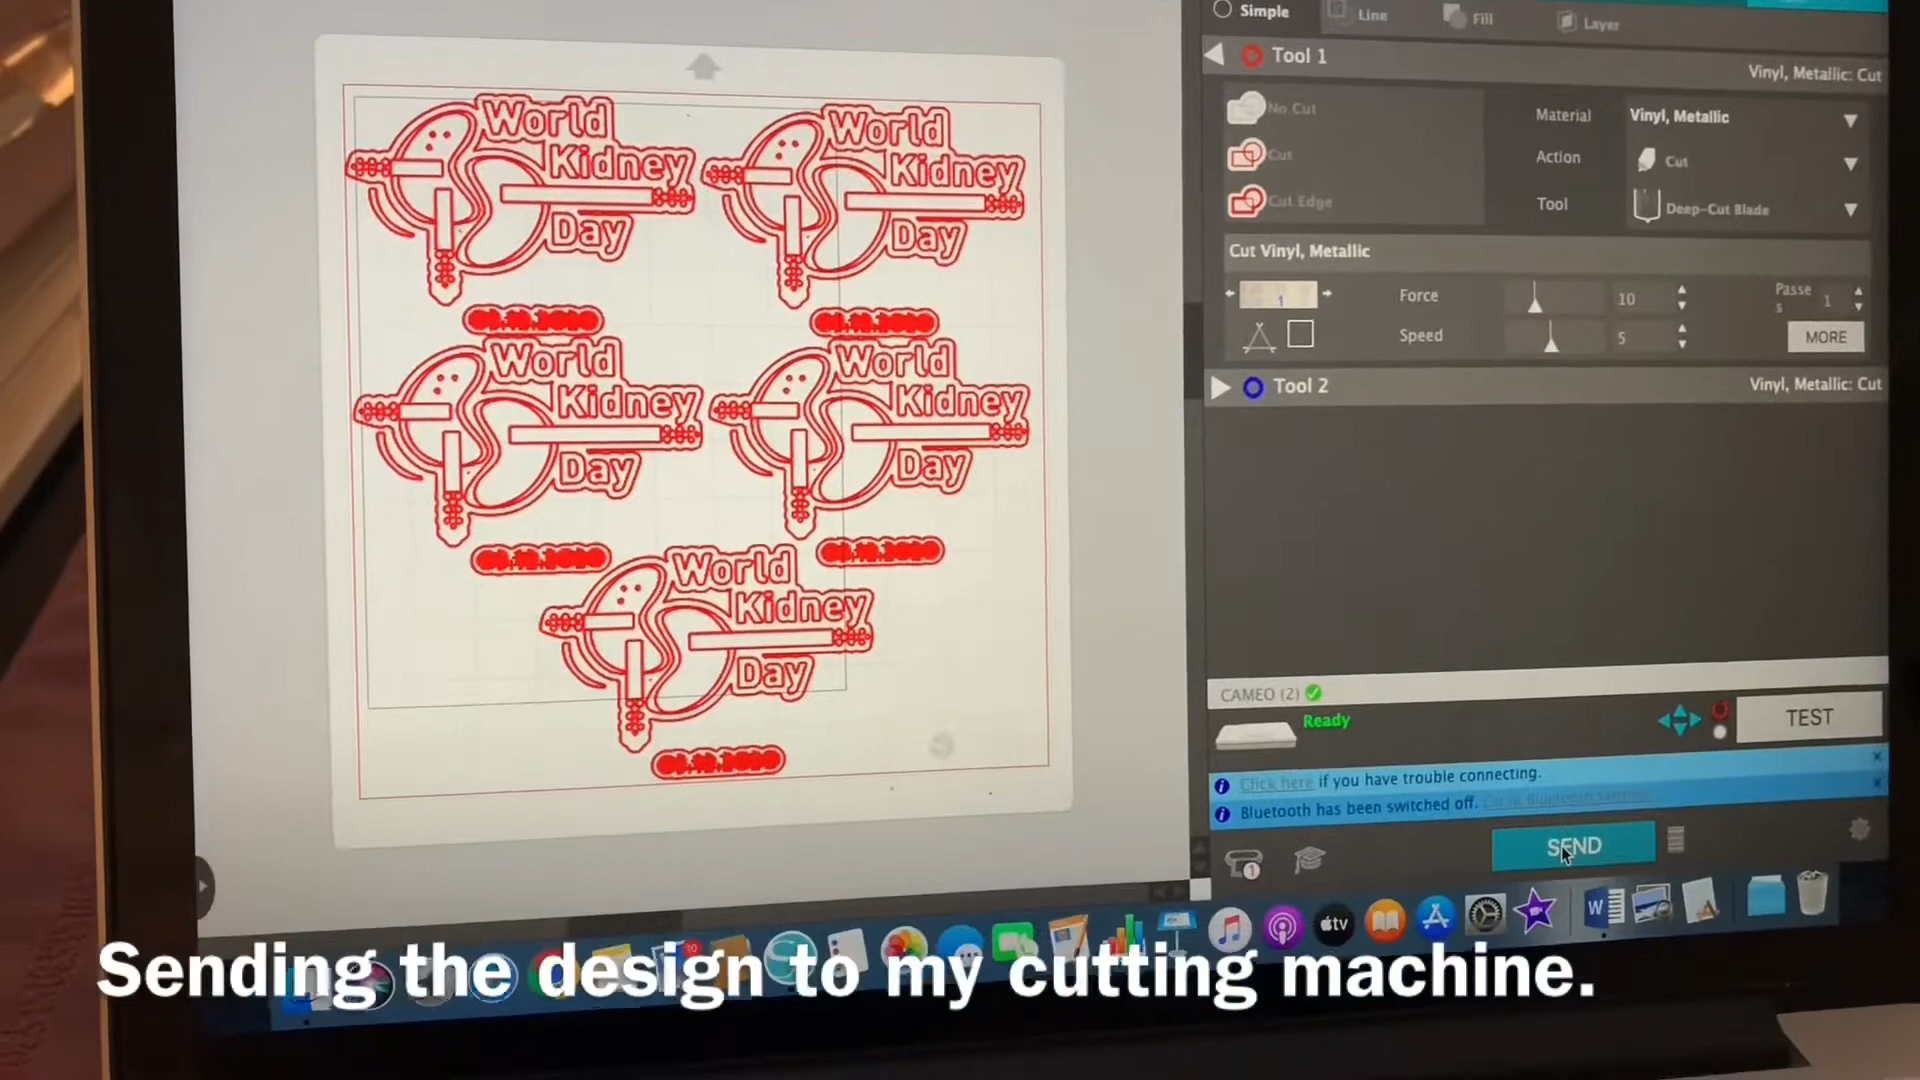 Simple
Line
Fill
Layer
Tool 1
Vinyl, Metallic: Cut
No Cut
Cut
Cut Edge
Material
Vinyl, Metallic
Action
Cut
Tool
Deep-Cut Blade
Cut Vinyl, Metallic
1
Force
10
Passe
s
1
Speed
5
MORE
Tool 2
Vinyl, Metallic: Cut
World
Kidney
Day
World
Kidney
Day
World
Kidney
Day
World
Kidney
Day
World
Kidney
Day
CAMEO (2)
Ready
TEST
Click here if you have trouble connecting.
Bluetooth has been switched off.
SEND
1
tv
W
10
Sending the design to my cutting machine.